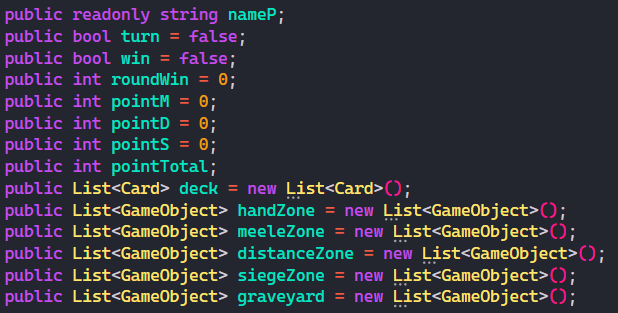 public readonly string nameP;
public bool turn = false;
public bool win = false;
public int roundWin = 0;
public int pointM = 0;
public int pointD = 0;
public int pointS = 0;
public int pointTotal;
public List<Card> deck = new List<Card>();
public List<GameObject> handZone = new List<GameObject>();
public List<GameObject> meeleZone = new List<GameObject>();
public List<GameObject> distanceZone = new List<GameObject>();
public List<GameObject> siegeZone = new List<GameObject>();
public List<GameObject> graveyard = new List<GameObject>();